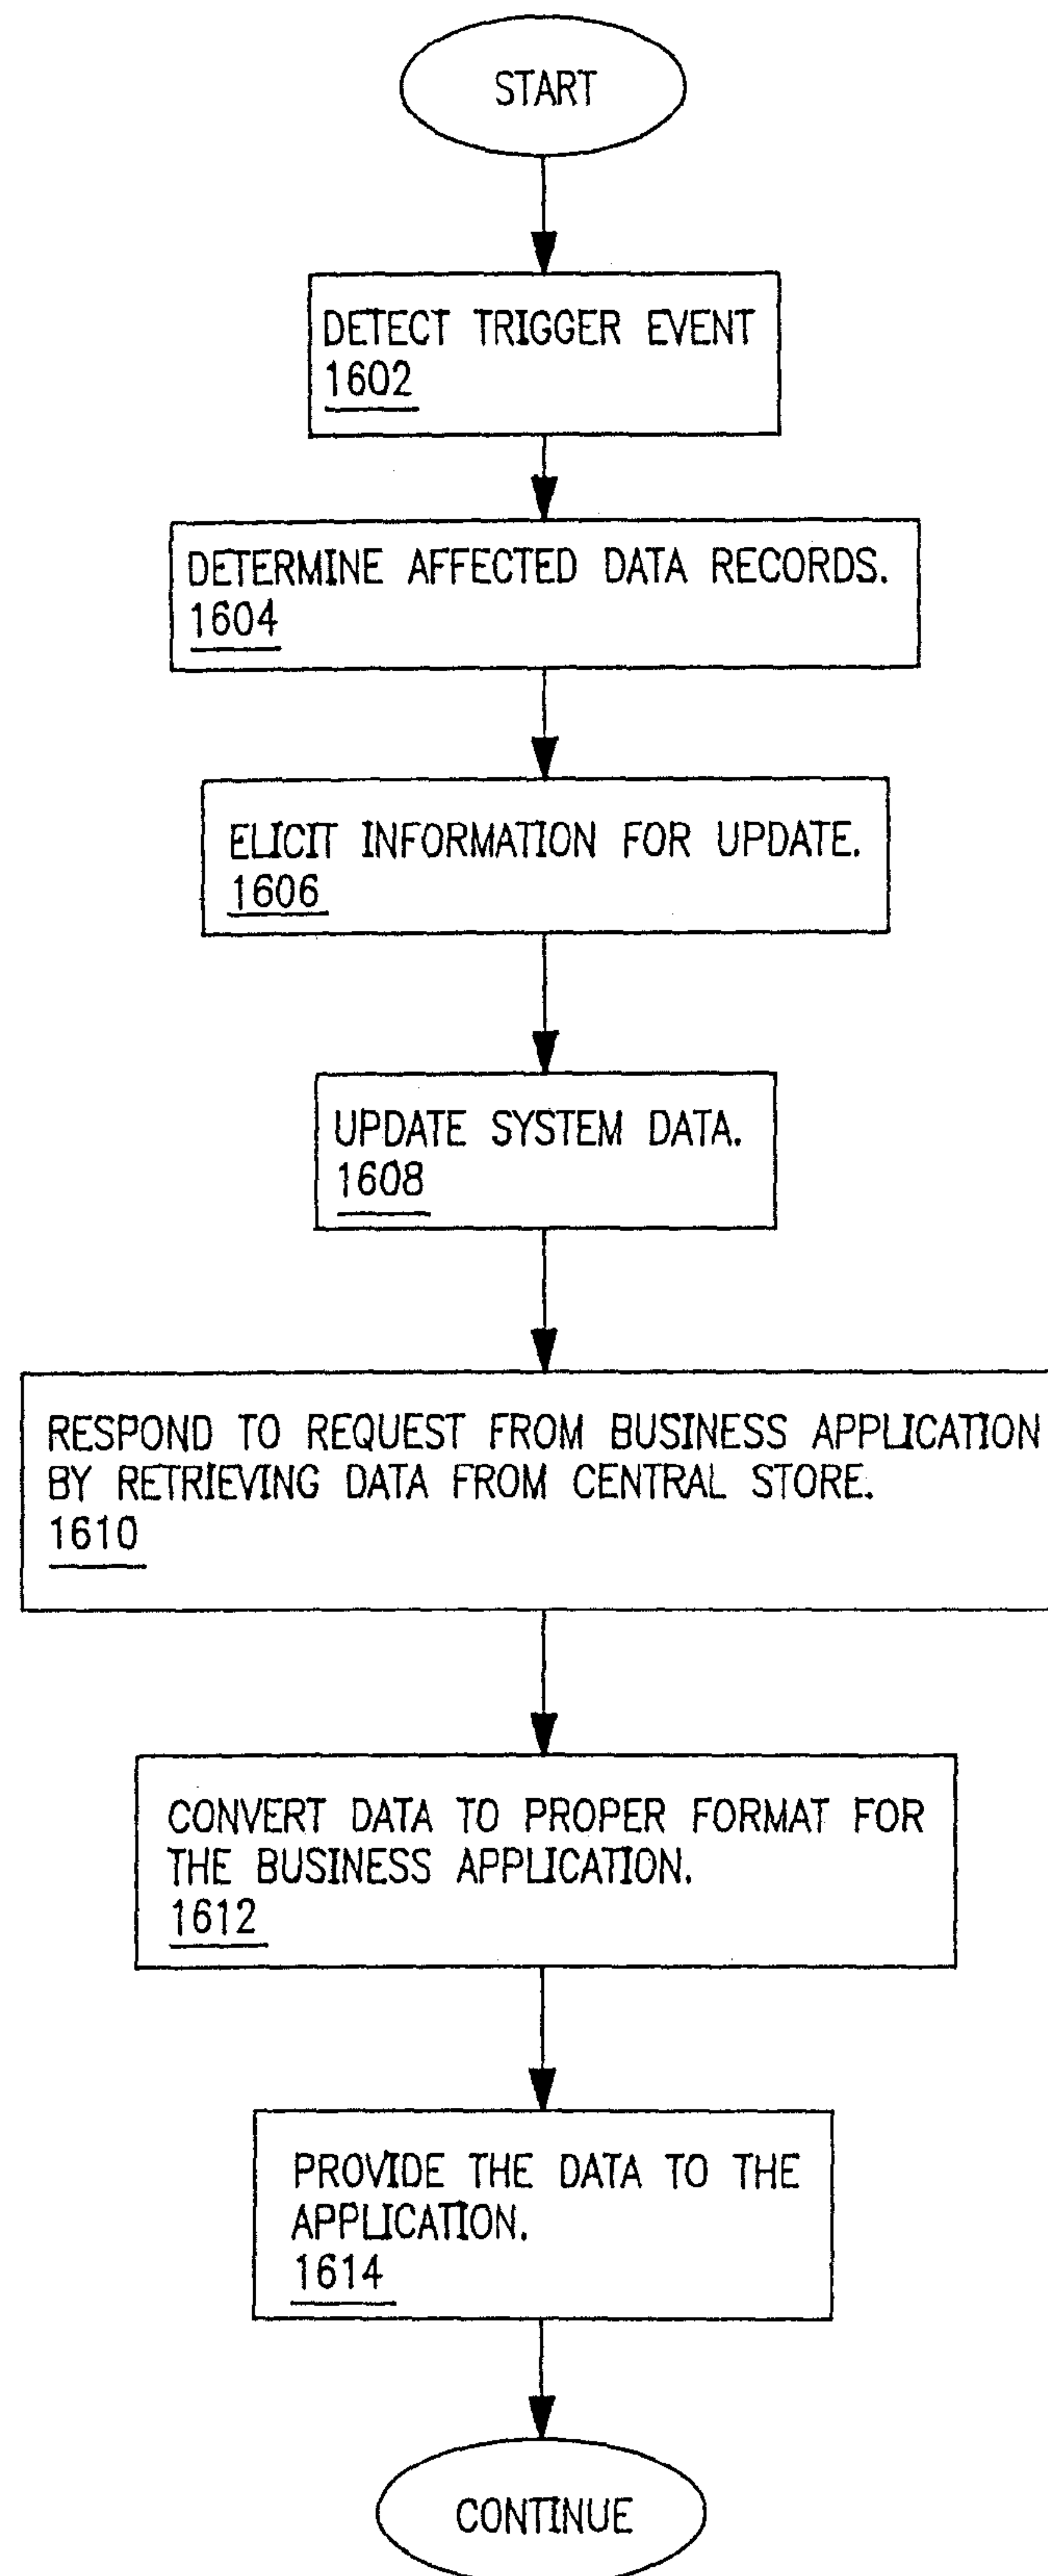 START
DETECT TRIGGER EVENT
1602
DETERMINE AFFECTED DATA RECORDS.
1604
ELICIT INFORMATION FOR UPDATE.
1606
UPDATE SYSTEM DATA.
1608
RESPOND TO REQUEST FROM BUSINESS APPLICATION
BY RETRIEVING DATA FROM CENTRAL STORE.
1610
CONVERT DATA TO PROPER FORMAT FOR
THE BUSINESS APPLICATION.
1612
PROVIDE THE DATA TO THE
APPLICATION.
1614
CONTINUE